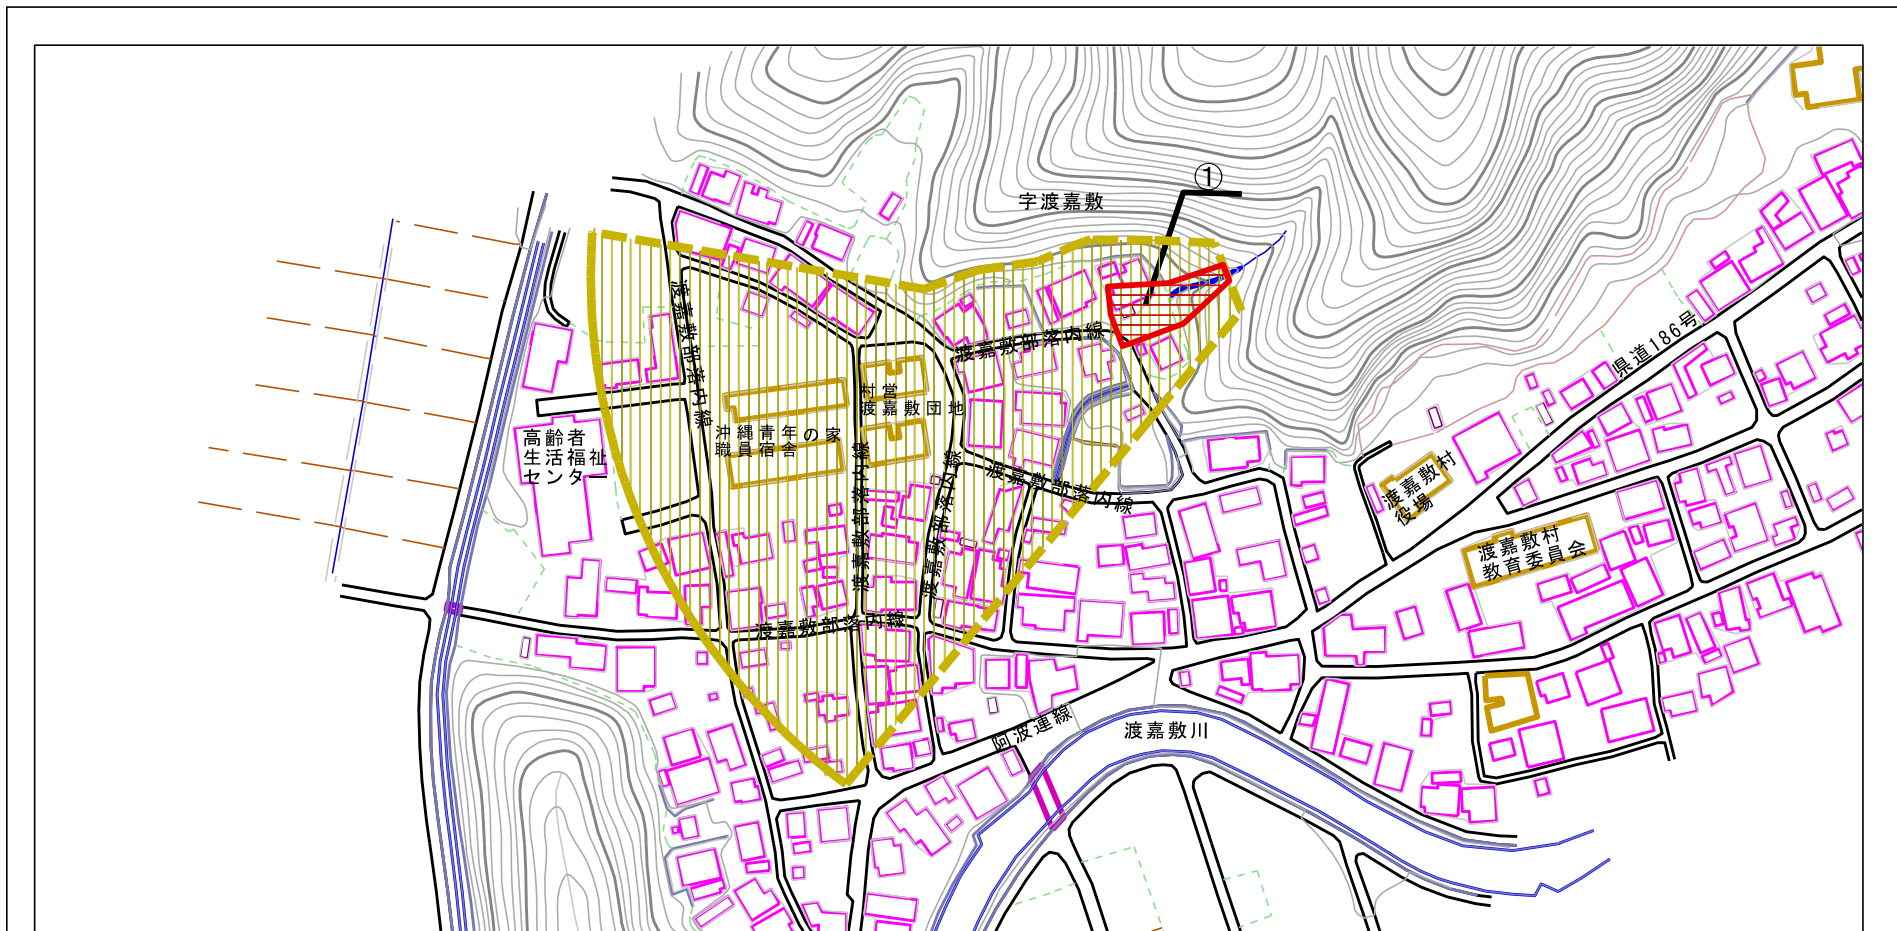 ①
字渡嘉敷
県道186号
渡嘉敷部落内線
渡嘉敷部落内線
村営
渡嘉敷団地
沖縄青年の家
職員宿舎
高齢者
生活福祉
センター
渡嘉敷部落内線
渡嘉敷部落内線
渡嘉敷部落内線
渡嘉敷村
役場
渡嘉敷村
教育委員会
渡嘉敷部落内線
阿波連線
渡嘉敷川